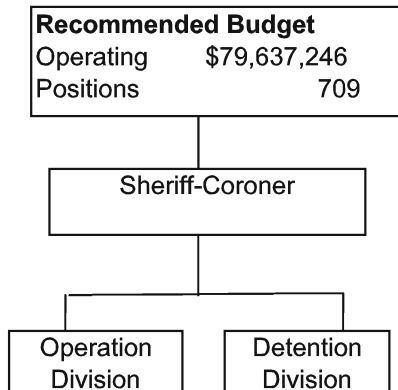 Recommended Budget
Operating $79,637,246
Positions 709
Sheriff-Coroner
Operation
Division
Detention
Division